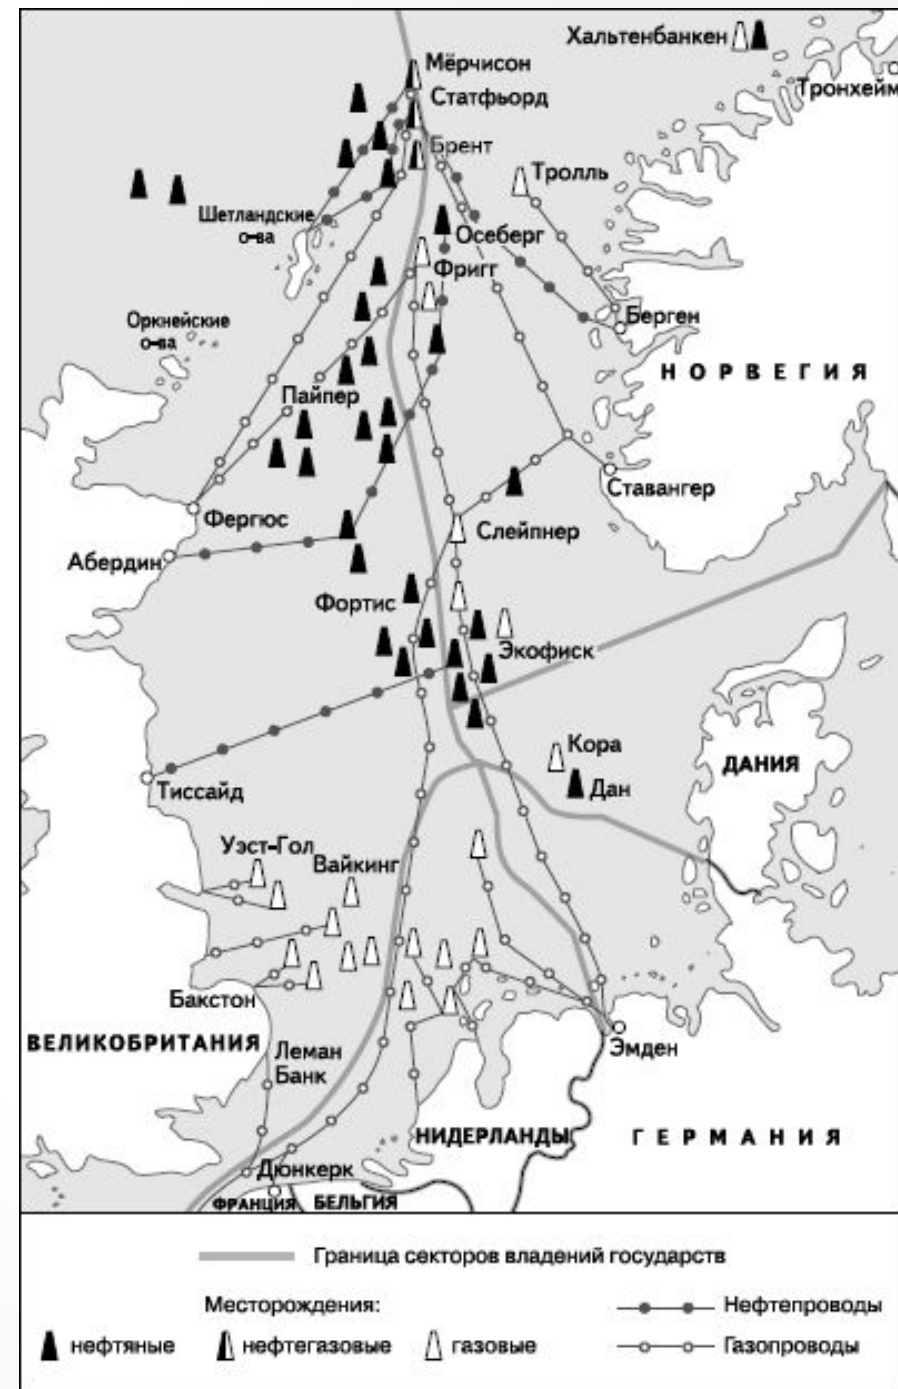 Хальтенбанкен
Мёрчисон
Тронхейм
Статфьорд
Брент
Тролль
Шетландские
о-ва
Осеберг
Фригг
Оркнейские
о-ва
Берген
НОРВЕГИЯ
Пайпер
Ставангер
Фергюс
Слейпнер
Абердин
Фортис
Экофиск
Кора
ДАНИЯ
Дан
Тиссайд
Уэст-Гол
Вайкинг
Бакстон
ВЕЛИКОБРИТАНИЯ
Леман
Банк
Эмден
НИДЕРЛАНДЫ
ГЕРМАНИЯ
Дюнкерк
ФРАНЦИЯ
БЕЛЬГИЯ
Граница секторов владений государств
Месторождения:
Нефтепроводы
нефтяные
нефтегазовые
газовые
Газопроводы